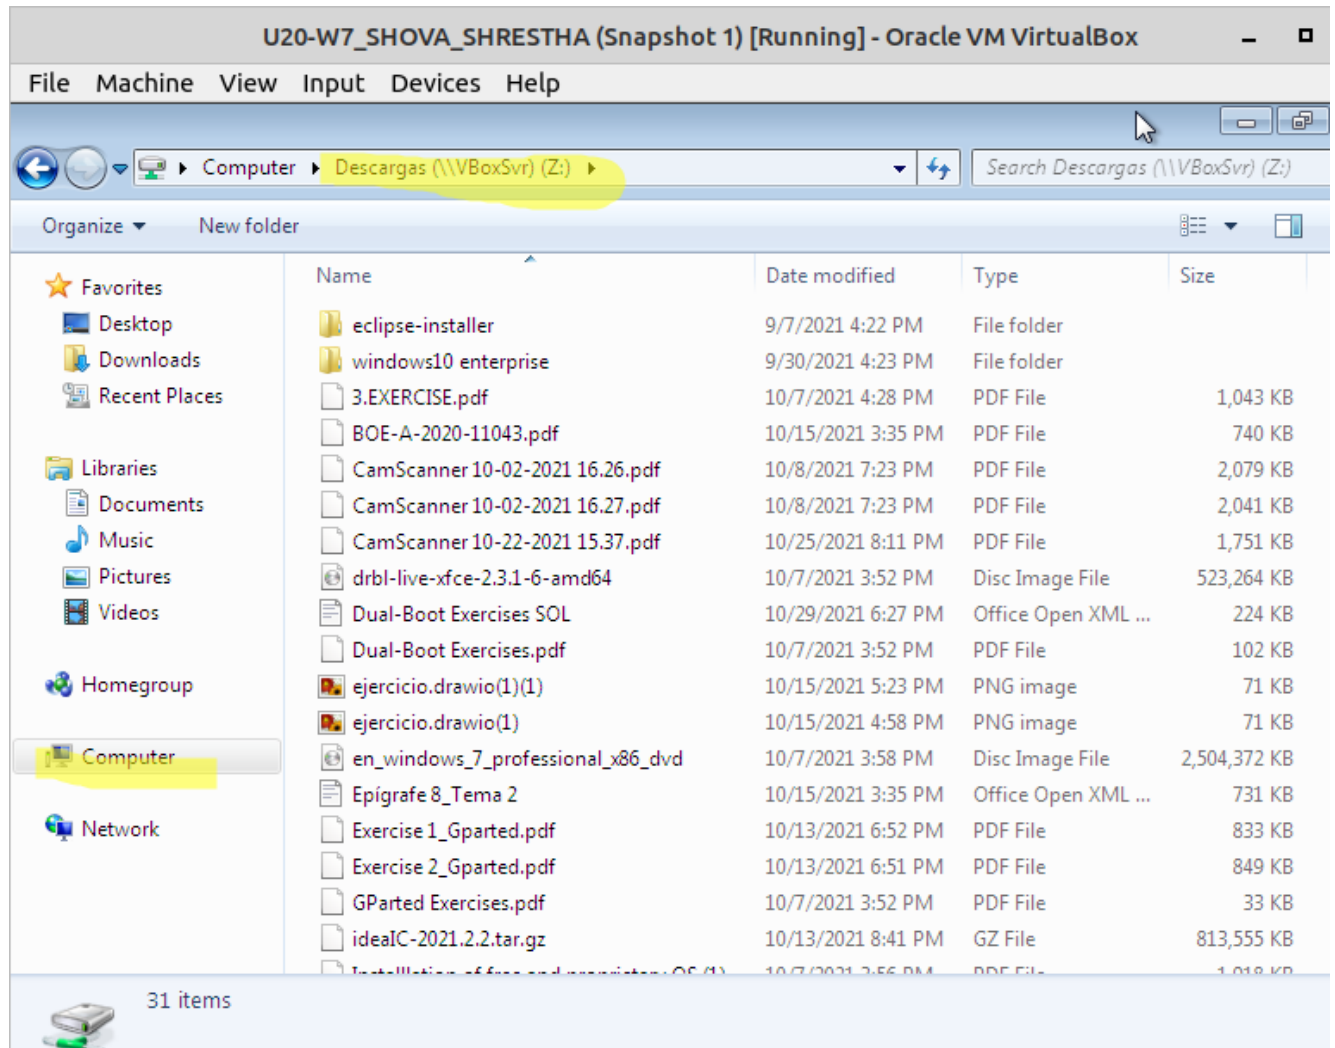 U20-W7_SHOVA_SHRESTHA (Snapshot 1) [Running] - Oracle VM VirtualBox
File Machine View Input Devices Help
Computer Descargas (\\VBoxSvr) (Z:) Search Descargas (\\VBoxSvr) (Z:)
Organize New folder
Name Date modified Type Size
Favorites
Desktop
Downloads
Recent Places
Libraries
Documents
Music
Pictures
Videos
Homegroup
Computer
Network
eclipse-installer 9/7/2021 4:22 PM File folder
windows10 enterprise 9/30/2021 4:23 PM File folder
3.EXERCISE.pdf 10/7/2021 4:28 PM PDF File 1,043 KB
BOE-A-2020-11043.pdf 10/15/2021 3:35 PM PDF File 740 KB
CamScanner 10-02-2021 16.26.pdf 10/8/2021 7:23 PM PDF File 2,079 KB
CamScanner 10-02-2021 16.27.pdf 10/8/2021 7:23 PM PDF File 2,041 KB
CamScanner 10-22-2021 15.37.pdf 10/25/2021 8:11 PM PDF File 1,751 KB
drbl-live-xfce-2.3.1-6-amd64 10/7/2021 3:52 PM Disc Image File 523,264 KB
Dual-Boot Exercises SOL 10/29/2021 6:27 PM Office Open XML ... 224 KB
Dual-Boot Exercises.pdf 10/7/2021 3:52 PM PDF File 102 KB
ejercicio.drawio(1)(1) 10/15/2021 5:23 PM PNG image 71 KB
ejercicio.drawio(1) 10/15/2021 4:58 PM PNG image 71 KB
en_windows_7_professional_x86_dvd 10/7/2021 3:58 PM Disc Image File 2,504,372 KB
Epígrafe 8_Tema 2 10/15/2021 3:35 PM Office Open XML ... 731 KB
Exercise 1_Gparted.pdf 10/13/2021 6:52 PM PDF File 833 KB
Exercise 2_Gparted.pdf 10/13/2021 6:51 PM PDF File 849 KB
GParted Exercises.pdf 10/7/2021 3:52 PM PDF File 33 KB
ideaIC-2021.2.2.tar.gz 10/13/2021 8:41 PM GZ File 813,555 KB
31 items